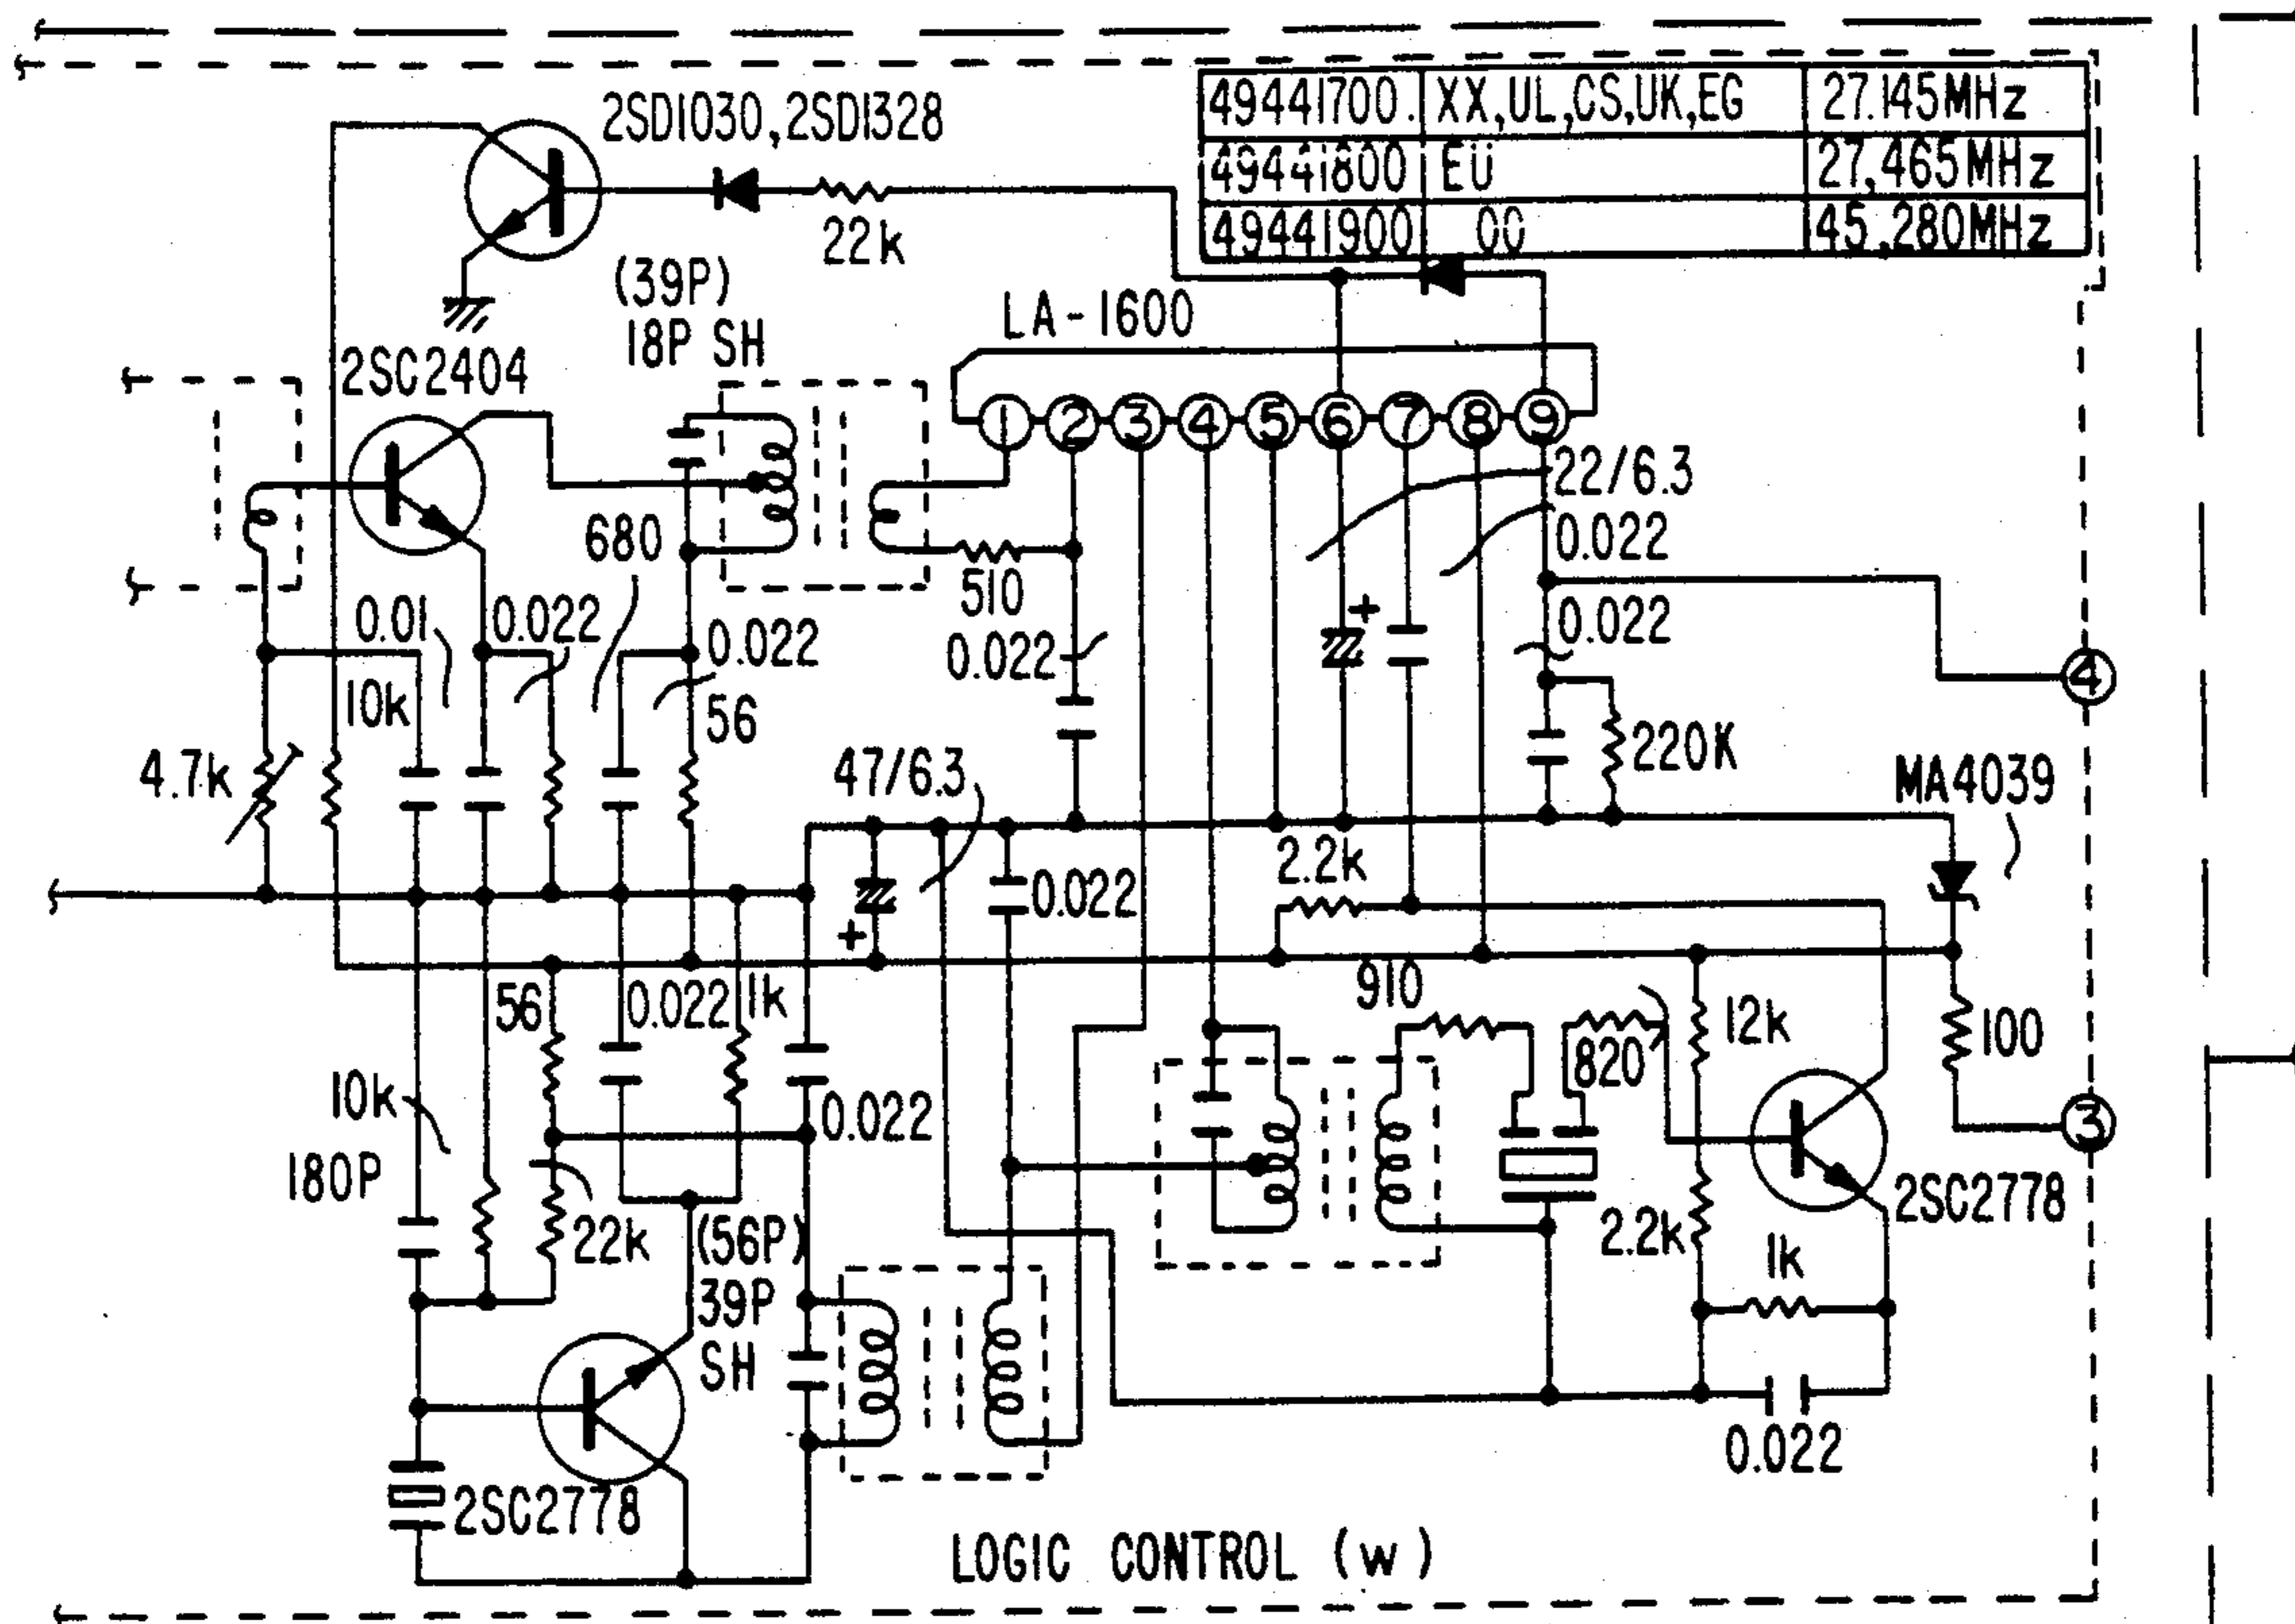 49441700. XX,UL,CS,UK,EG 27.145MHz
49441800 EU 27,465MHz
49441900 00 45,280MHz
2SD1030,2SD1328
22k
(39P)
18P SH
LA-1600
2SC2404
1 2 3 4 5 6 7 8 9
22/6.3
0.022
680
510
0.01
0.022
0.022
0.022
0.022
4
10k
56
4.7k
47/6.3
220K
MA4039
2.2k
0.022
56
0.022
1k
910
12k
100
820
10k
0.022
3
180P
22k
(56P)
39P
SH
2.2k
2SC2778
1k
0.022
2SC2778
LOGIC CONTROL (w)
+
+